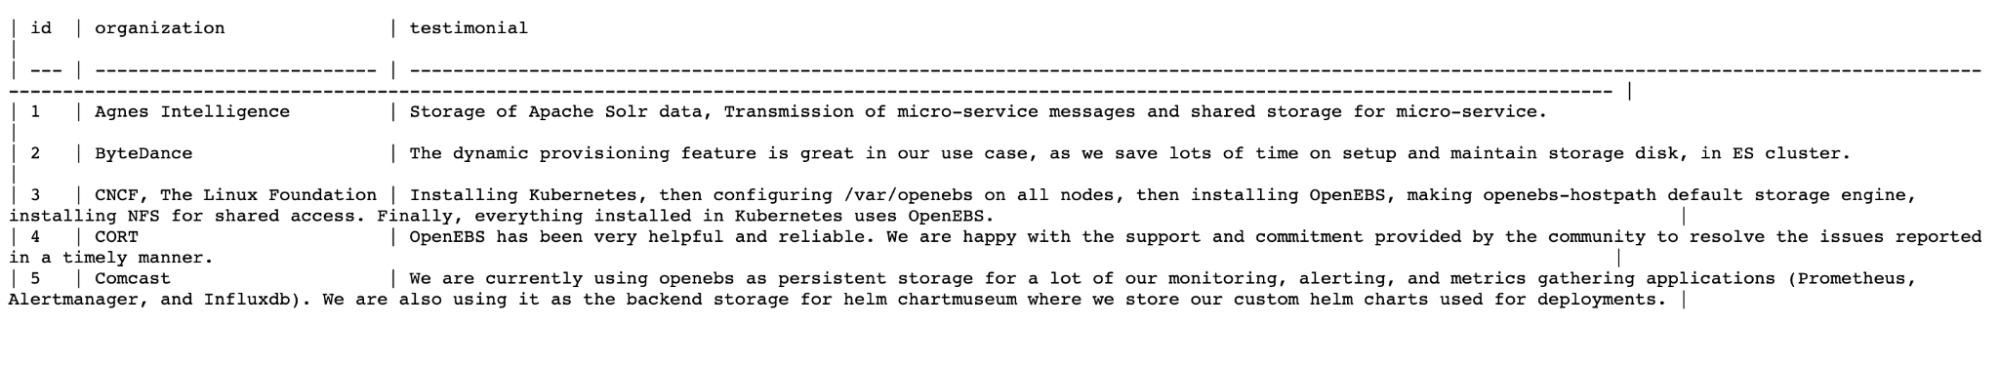 | id  | organization               | testimonial
|
| --- | -------------------------- | -------------------------------------------------------------------------------------------------------------------------------------------------
---------------------------------------------------------------------------------------------------------------------------------------------------- |
| 1   | Agnes Intelligence         | Storage of Apache Solr data, Transmission of micro-service messages and shared storage for micro-service.
|
| 2   | ByteDance                  | The dynamic provisioning feature is great in our use case, as we save lots of time on setup and maintain storage disk, in ES cluster.
|
| 3   | CNCF, The Linux Foundation | Installing Kubernetes, then configuring /var/openebs on all nodes, then installing OpenEBS, making openebs-hostpath default storage engine,
installing NFS for shared access. Finally, everything installed in Kubernetes uses OpenEBS.                                                                |
| 4   | CORT                       | OpenEBS has been very helpful and reliable. We are happy with the support and commitment provided by the community to resolve the issues reported
in a timely manner.                                                                                                                                  |
| 5   | Comcast                    | We are currently using openebs as persistent storage for a lot of our monitoring, alerting, and metrics gathering applications (Prometheus,
Alertmanager, and Influxdb). We are also using it as the backend storage for helm chartmuseum where we store our custom helm charts used for deployments. |